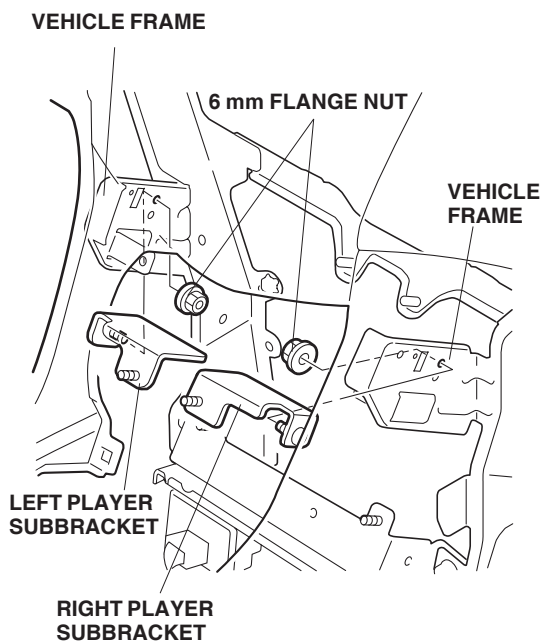 VEHICLE FRAME
6 mm FLANGE NUT
VEHICLE
FRAME
LEFT PLAYER
SUBBRACKET
RIGHT PLAYER
SUBBRACKET